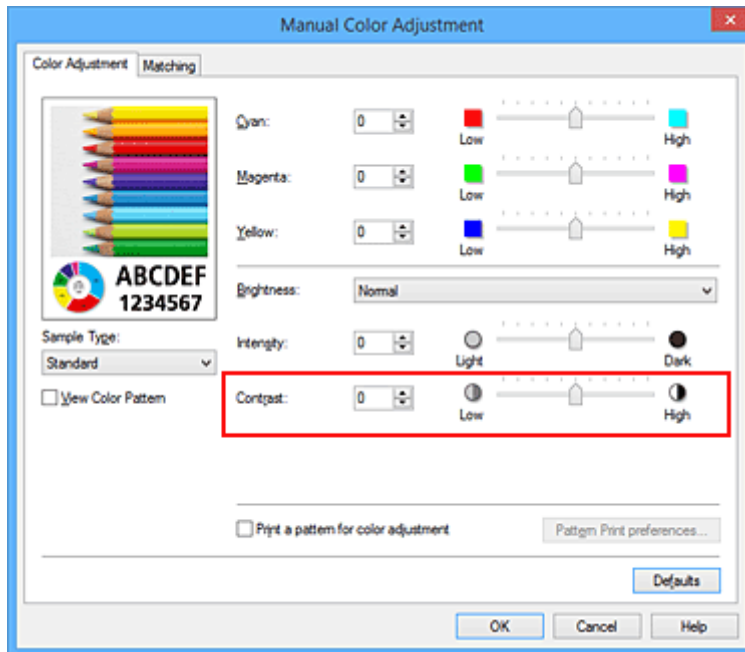 Manual Color Adjustment
Color Adjustment
Matching
ABCDEF
1234567
Sample Type:
Standard
View Color Pattern
Cyan:
0
Low
High
Magenta:
0
Low
High
Yellow:
0
Low
High
Brightness:
Normal
Intensity:
0
Light
Dark
Contrast:
0
Low
High
Print a pattern for color adjustment
Pattern Print preferences...
Defaults
OK
Cancel
Help